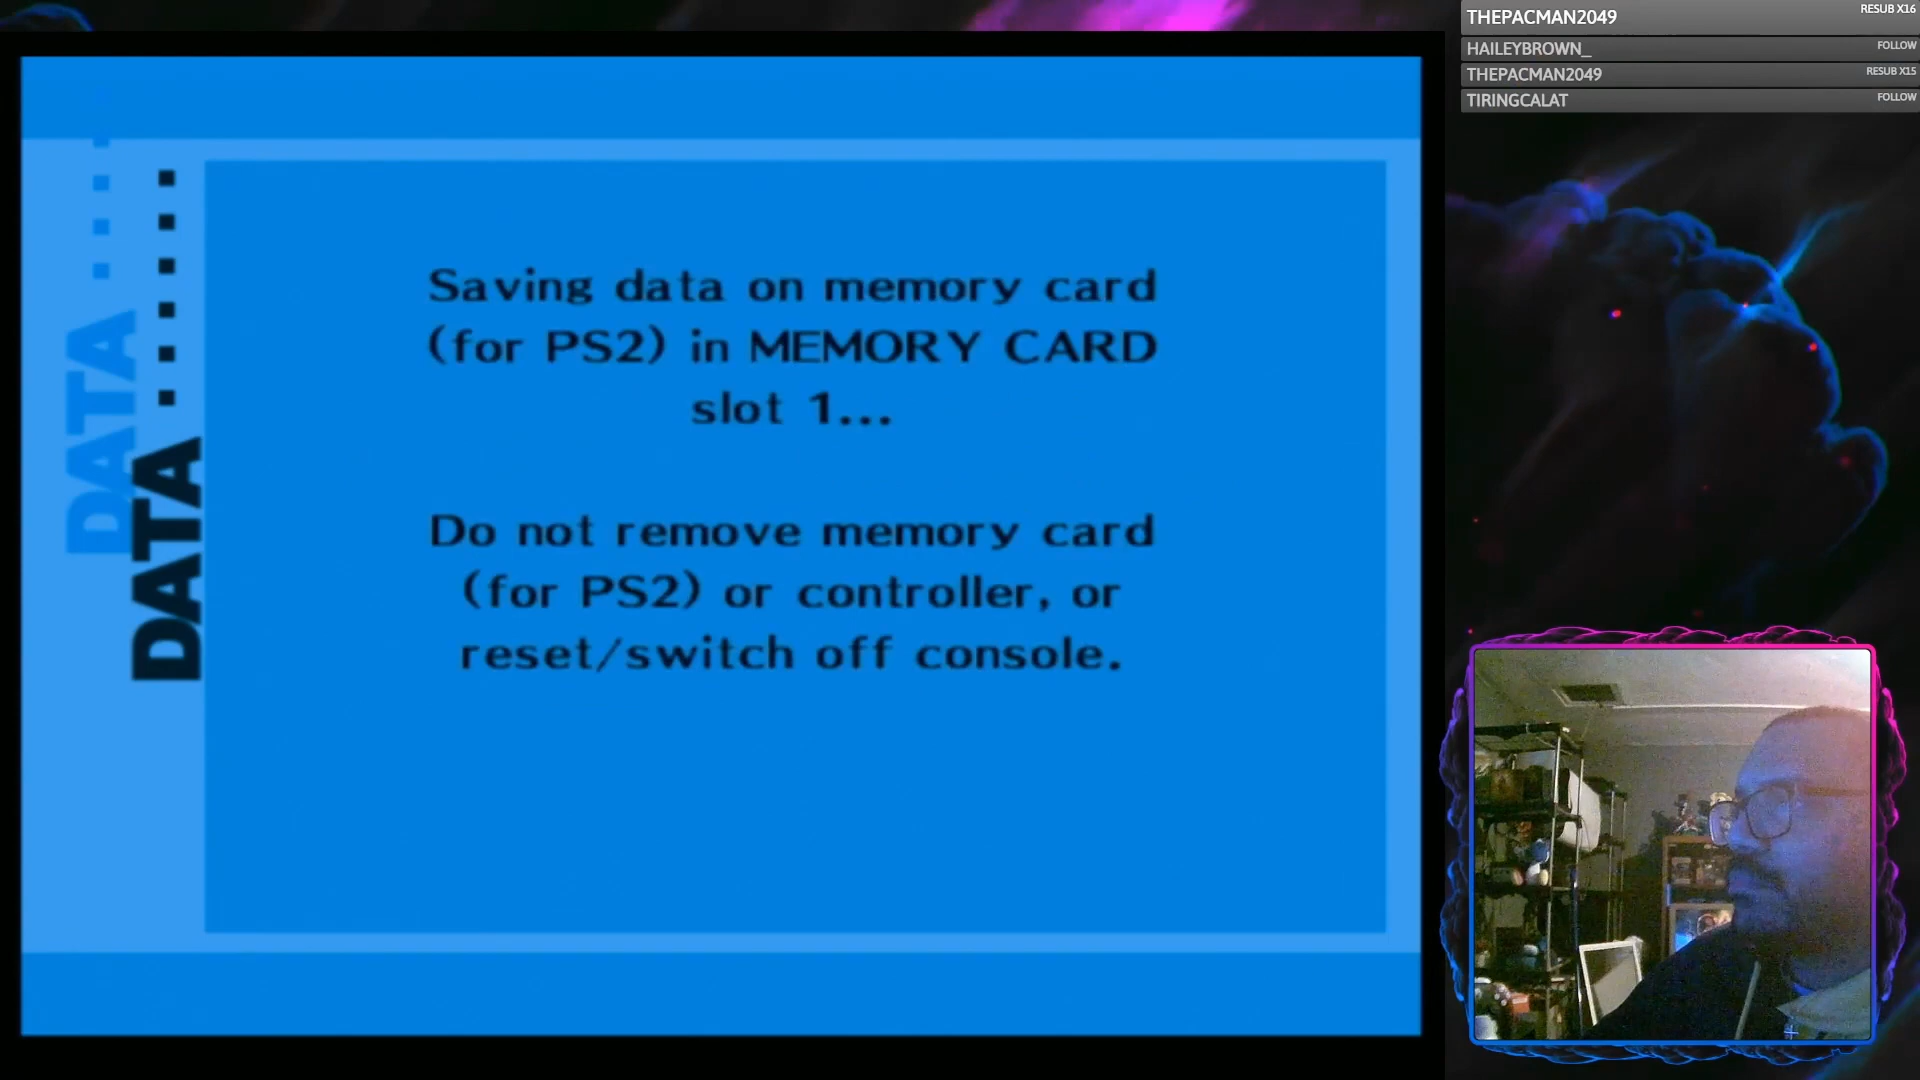 THEPACMAN2049 RESUB X16
HAILEYBROWN_ FOLLOW
THEPACMAN2049 RESUB X15
TIRINGCALAT FOLLOW
DATA
DATA
Saving data on memory card
(for PS2) in MEMORY CARD
slot 1...
Do not remove memory card
(for PS2) or controller, or
reset/switch off console.